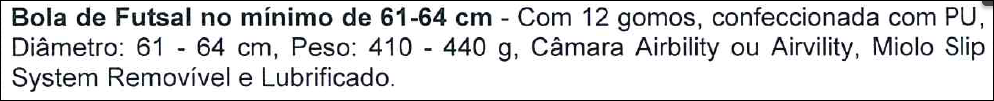 Bola de Futsal no mínimo de 61-64 cm - Com 12 gomos, confeccionada com PU,
Diâmetro: 61 - 64 cm, Peso: 410 - 440 g, Câmara Airbility ou Airvility, Miolo Slip
System Removível e Lubrificado.